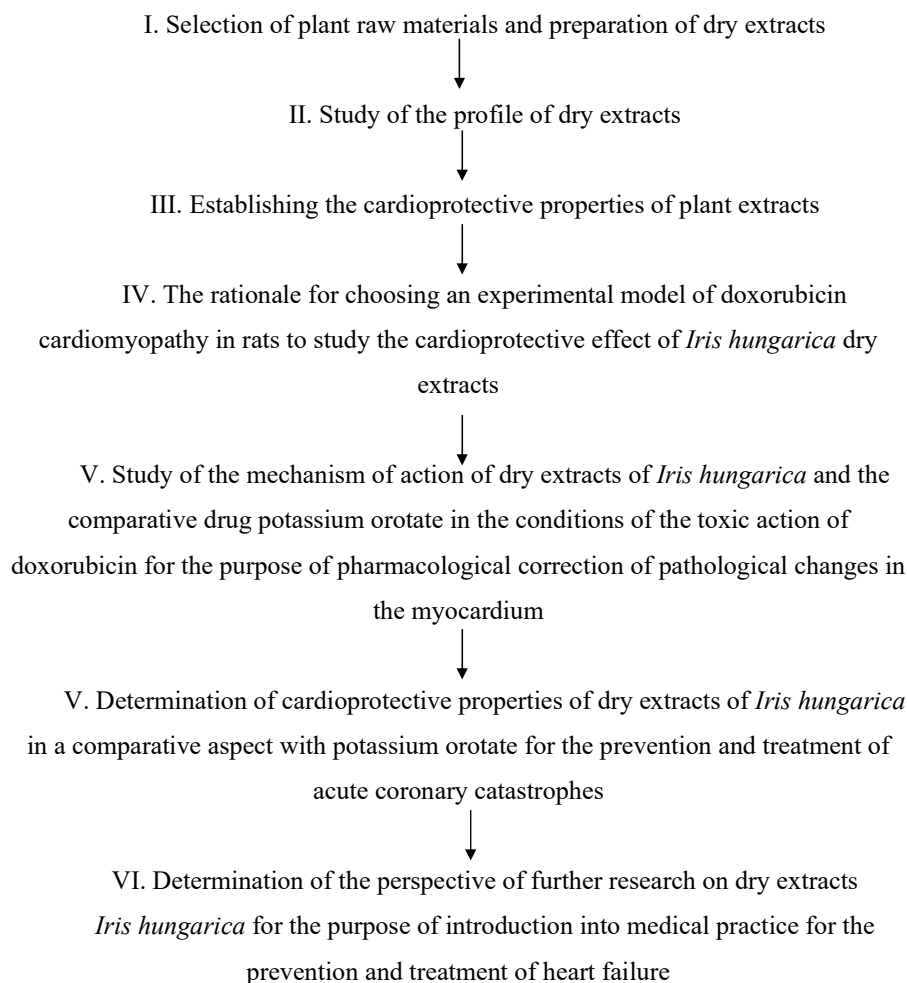 I. Selection of plant raw materials and preparation of dry extracts
II. Study of the profile of dry extracts
III. Establishing the cardioprotective properties of plant extracts
IV. The rationale for choosing an experimental model of doxorubicin
cardiomyopathy in rats to study the cardioprotective effect of Iris hungarica dry
extracts
V. Study of the mechanism of action of dry extracts of Iris hungarica and the
comparative drug potassium orotate in the conditions of the toxic action of
doxorubicin for the purpose of pharmacological correction of pathological changes in
the myocardium
V. Determination of cardioprotective properties of dry extracts of Iris hungarica
in a comparative aspect with potassium orotate for the prevention and treatment of
acute coronary catastrophes
VI. Determination of the perspective of further research on dry extracts
Iris hungarica for the purpose of introduction into medical practice for the
prevention and treatment of heart failure